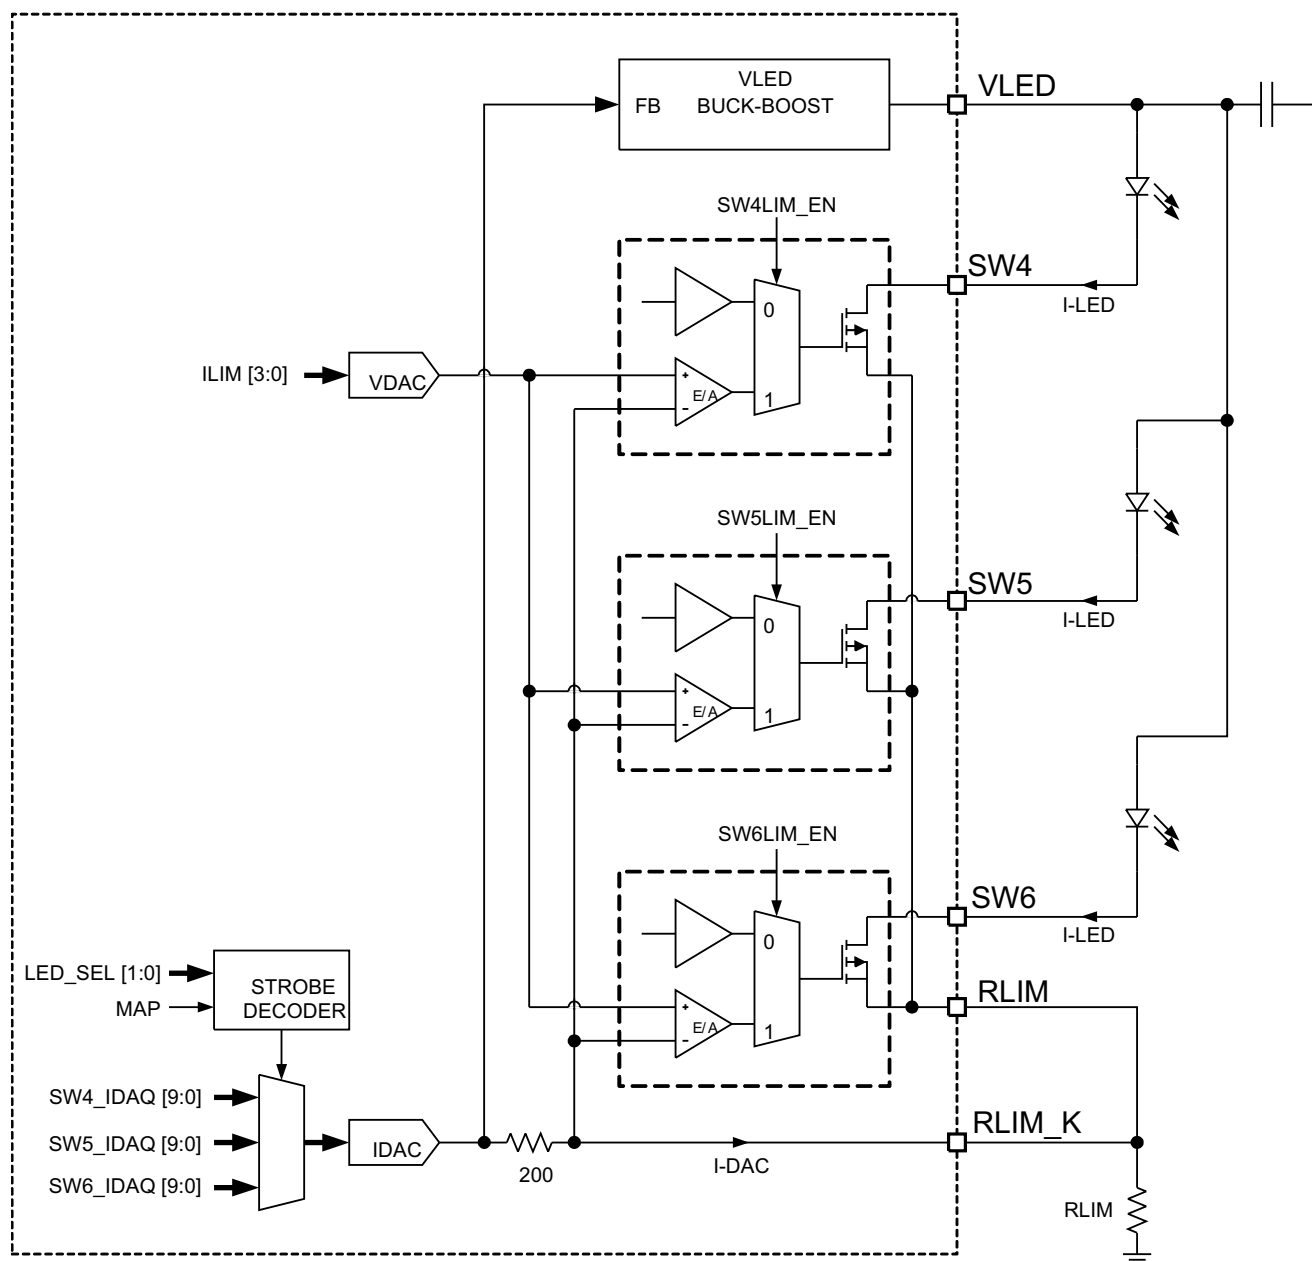 VLED
BUCK-BOOST
FB
VLED
SW4LIM_EN
0
+
E/A
-
1
SW4
I-LED
ILIM [3:0]
VDAC
SW5LIM_EN
0
+
E/A
-
1
SW5
I-LED
SW6LIM_EN
0
+
E/A
-
1
SW6
I-LED
RLIM
LED_SEL [1:0]
MAP
STROBE
DECODER
SW4_IDAQ [9:0]
SW5_IDAQ [9:0]
SW6_IDAQ [9:0]
IDAC
200
I-DAC
RLIM_K
RLIM